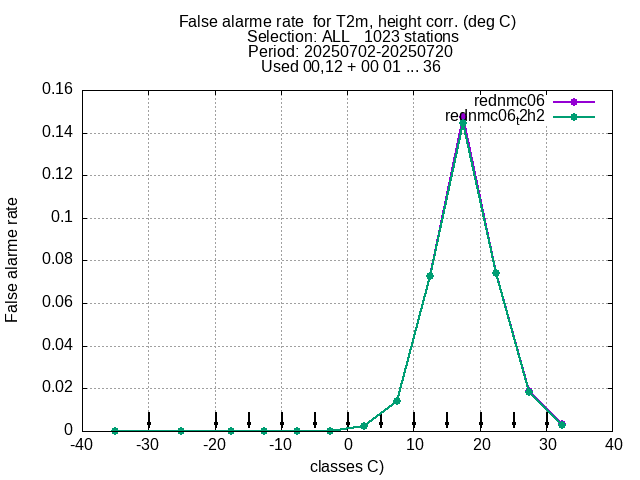 False alarme rate  for T2m, height corr. (deg C)
Selection: ALL   1023 stations
Period: 20250702-20250720
Used 00,12 + 00 01 ... 36
rednmc06
rednmc06_t2h2
0.16
0.14
0.12
0.1
0.08
0.06
0.04
0.02
0
False alarme rate
-40 -30 -20 -10 0 10 20 30 40
classes C)